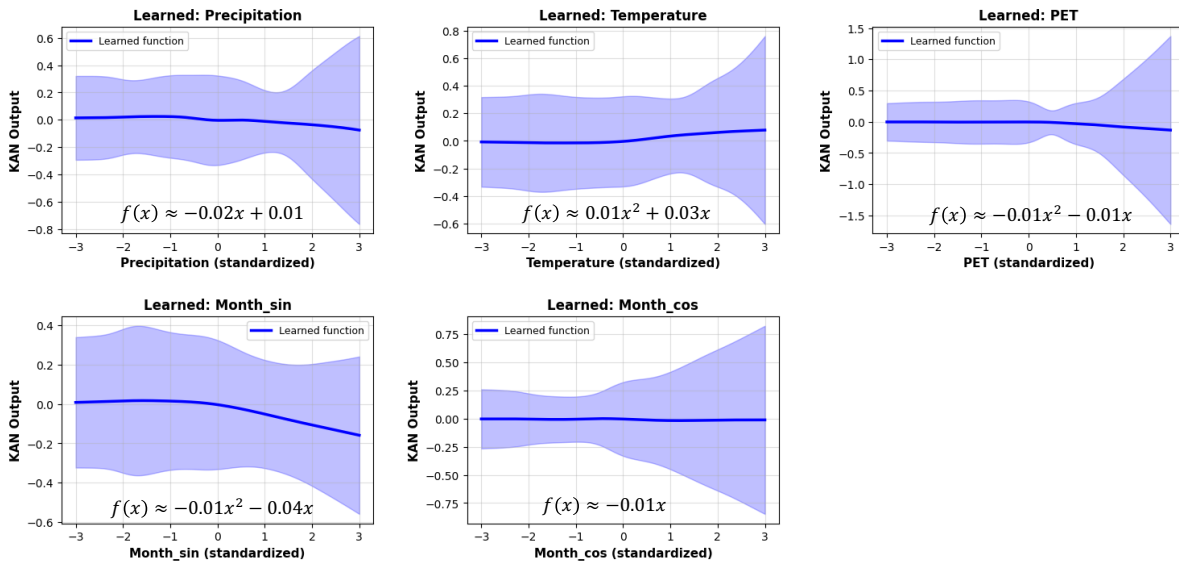 Learned: Precipitation
Learned function
KAN Output
0.6
0.4
0.2
0.0
−0.2
−0.4
−0.6
−0.8
f(x) ≈ −0.02x + 0.01
−3 −2 −1 0 1 2 3
Precipitation (standardized)
Learned: Temperature
Learned function
KAN Output
0.8
0.6
0.4
0.2
0.0
−0.2
−0.4
−0.6
f(x) ≈ 0.01x² + 0.03x
−3 −2 −1 0 1 2 3
Temperature (standardized)
Learned: PET
Learned function
KAN Output
1.5
1.0
0.5
0.0
−0.5
−1.0
−1.5
f(x) ≈ −0.01x² − 0.01x
−3 −2 −1 0 1 2 3
PET (standardized)
Learned: Month_sin
Learned function
KAN Output
0.4
0.2
0.0
−0.2
−0.4
−0.6
f(x) ≈ −0.01x² − 0.04x
−3 −2 −1 0 1 2 3
Month_sin (standardized)
Learned: Month_cos
Learned function
KAN Output
0.75
0.50
0.25
0.00
−0.25
−0.50
−0.75
f(x) ≈ −0.01x
−3 −2 −1 0 1 2 3
Month_cos (standardized)